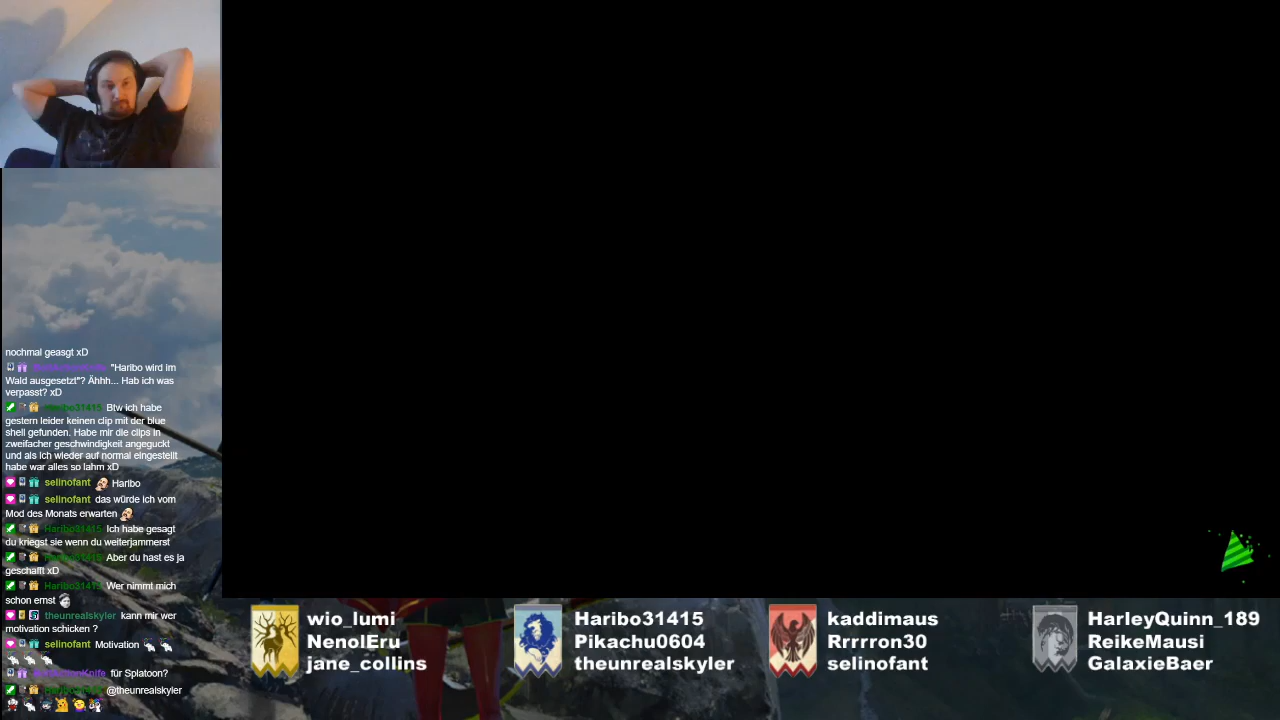 nochmal geasgt xD
"Haribo wird im
Wald ausgesetzt"? Ähhh... Hab ich was
verpasst? xD
Haribo31415 Btw ich habe
gestern leider keinen clip mit der blue
shell gefunden. Habe mir die clips in
zweifacher geschwindigkeit angeguckt
und als ich wieder auf normal eingestellt
habe war alles so lahm xD
selinofant Haribo
selinofant das würde ich vom
Mod des Monats erwarten
Haribo31415 Ich habe gesagt
du kriegst sie wenn du weiterjammerst
Haribo31415 Aber du hast es ja
geschafft xD
Haribo31415 Wer nimmt mich
schon ernst
theunrealskyler kann mir wer
motivation schicken ?
selinofant Motivation
für Splatoon?
Haribo31415 @theunrealskyler
wio_lumi
NenolEru
jane_collins
Haribo31415
Pikachu0604
theunrealskyler
kaddimaus
Rrrrron30
selinofant
HarleyQuinn_189
ReikeMausi
GalaxieBaer